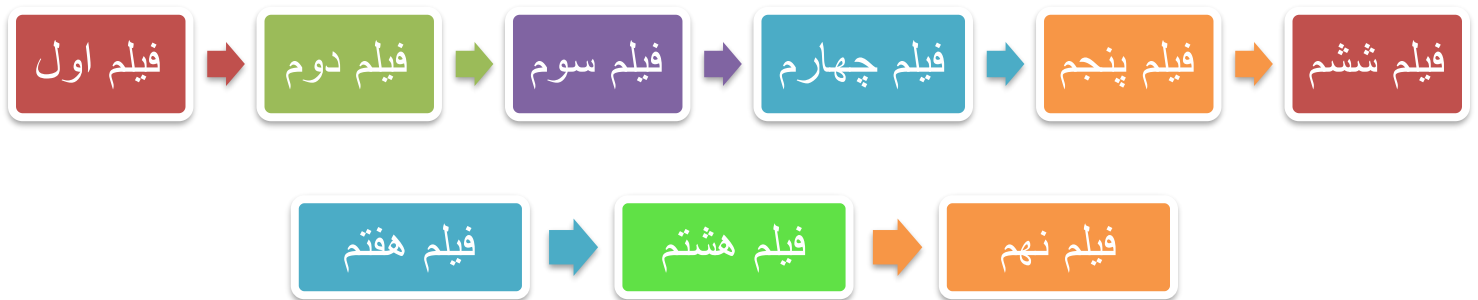 فیلم اول
فیلم دوم
فیلم سوم
فیلم چهارم
فیلم پنجم
فیلم ششم
فیلم هفتم
فیلم هشتم
فیلم نهم